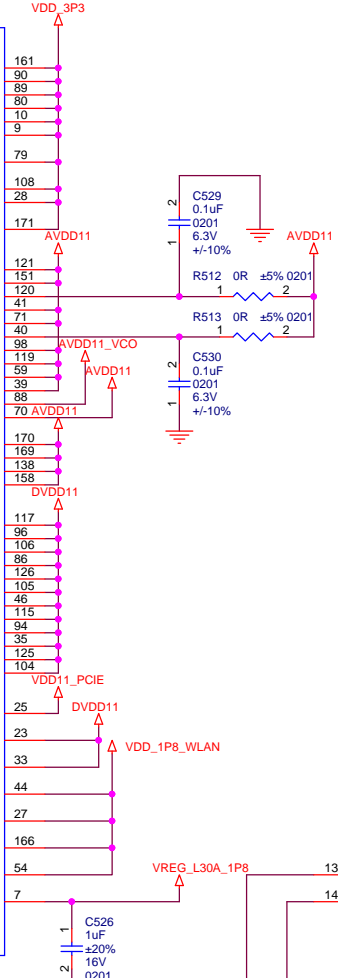 VDD_3P3
161
90
89
80
10
9
79
108
28
171
2
C529
0.1uF
0201
6.3V
+/-10%
1
AVDD11
AVDD11
121
151
120
R512 0R ±5% 0201
1 2
41
71
R513 0R ±5% 0201
40
1 2
98
AVDD11_VCO
119
59
39
AVDD11
2
C530
0.1uF
0201
6.3V
+/-10%
1
88
70
AVDD11
170
169
138
158
DVDD11
117
96
106
86
126
105
46
115
94
35
125
104
VDD11_PCIE
25
DVDD11
23
VDD_1P8_WLAN
33
44
27
166
54
VREG_L30A_1P8
13
7
14
1
C526
1uF
±20%
16V
0201
2